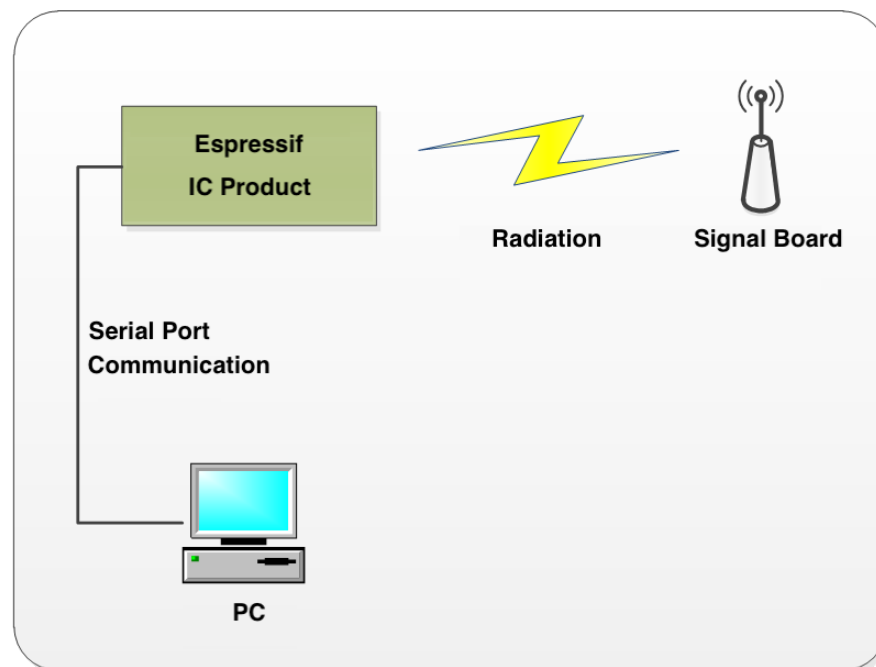 Espressif
IC Product
Radiation
Signal Board
Serial Port
Communication
PC